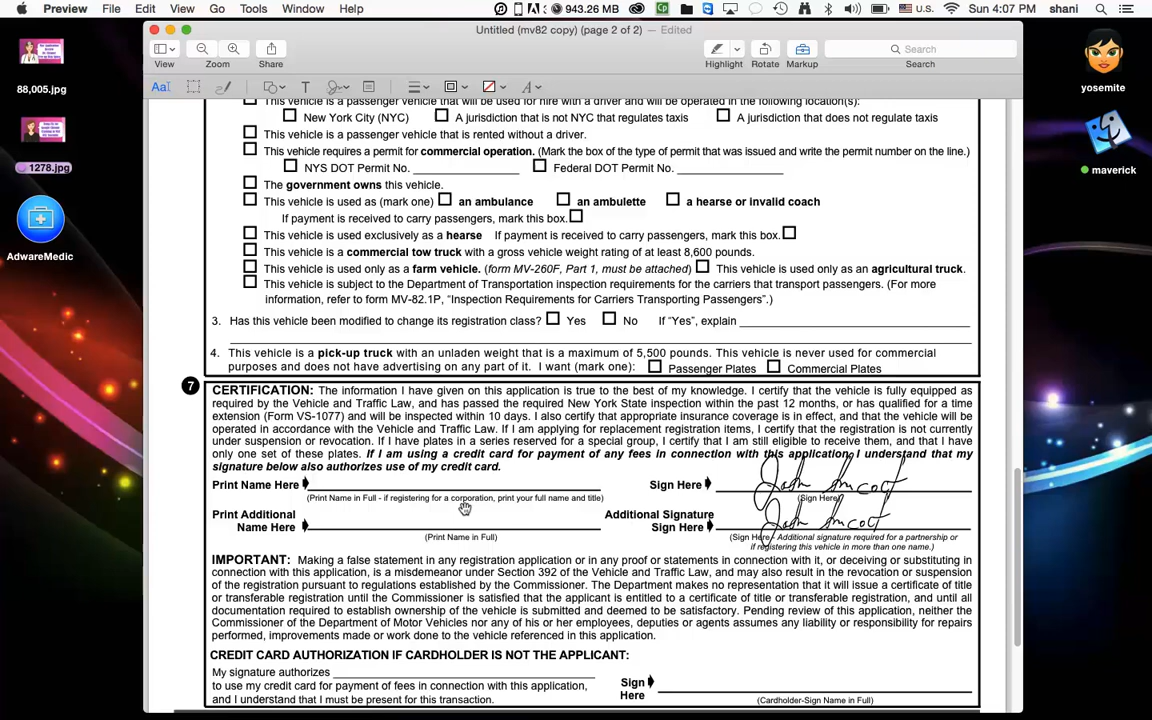 Preview File Edit View Go Tools Window Help 943.26 MB U.S. Sun 4:07 PM shani
Untitled (mv82 copy) (page 2 of 2) — Edited
Search
View Zoom Share Highlight Rotate Markup Search
88,005.jpg
1278.jpg
AdwareMedic
yosemite
maverick
This vehicle is a passenger vehicle that will be used for hire with a driver and will be operated in the following location(s):
New York City (NYC) A jurisdiction that is not NYC that regulates taxis A jurisdiction that does not regulate taxis
This vehicle is a passenger vehicle that is rented without a driver.
This vehicle requires a permit for commercial operation. (Mark the box of the type of permit that was issued and write the permit number on the line.)
NYS DOT Permit No. Federal DOT Permit No.
The government owns this vehicle.
This vehicle is used as (mark one) an ambulance an ambulette a hearse or invalid coach
If payment is received to carry passengers, mark this box.
This vehicle is used exclusively as a hearse If payment is received to carry passengers, mark this box.
This vehicle is a commercial tow truck with a gross vehicle weight rating of at least 8,600 pounds.
This vehicle is used only as a farm vehicle. (form MV-260F, Part 1, must be attached) This vehicle is used only as an agricultural truck.
This vehicle is subject to the Department of Transportation inspection requirements for the carriers that transport passengers. (For more
information, refer to form MV-82.1P, “Inspection Requirements for Carriers Transporting Passengers”.)
3. Has this vehicle been modified to change its registration class? Yes No If “Yes”, explain
4. This vehicle is a pick-up truck with an unladen weight that is a maximum of 5,500 pounds. This vehicle is never used for commercial
purposes and does not have advertising on any part of it. I want (mark one): Passenger Plates Commercial Plates
7 CERTIFICATION: The information I have given on this application is true to the best of my knowledge. I certify that the vehicle is fully equipped as
required by the Vehicle and Traffic Law, and has passed the required New York State inspection within the past 12 months, or has qualified for a time
extension (Form VS-1077) and will be inspected within 10 days. I also certify that appropriate insurance coverage is in effect, and that the vehicle will be
operated in accordance with the Vehicle and Traffic Law. If I am applying for replacement registration items, I certify that the registration is not currently
under suspension or revocation. If I have plates in a series reserved for a special group, I certify that I am still eligible to receive them, and that I have
only one set of these plates. If I am using a credit card for payment of any fees in connection with this application, I understand that my
signature below also authorizes use of my credit card.
Print Name Here Sign Here
(Print Name in Full - if registering for a corporation, print your full name and title) (Sign Here)
Print Additional Name Here Additional Signature Sign Here
(Print Name in Full) (Sign Here - Additional signature required for a partnership or
if registering this vehicle in more than one name.)
IMPORTANT: Making a false statement in any registration application or in any proof or statements in connection with it, or deceiving or substituting in
connection with this application, is a misdemeanor under Section 392 of the Vehicle and Traffic Law, and may also result in the revocation or suspension
of the registration pursuant to regulations established by the Commissioner. The Department makes no representation that it will issue a certificate of title
or transferable registration until the Commissioner is satisfied that the applicant is entitled to a certificate of title or transferable registration, and until all
documentation required to establish ownership of the vehicle is submitted and deemed to be satisfactory. Pending review of this application, neither the
Commissioner of the Department of Motor Vehicles nor any of his or her employees, deputies or agents assumes any liability or responsibility for repairs
performed, improvements made or work done to the vehicle referenced in this application.
CREDIT CARD AUTHORIZATION IF CARDHOLDER IS NOT THE APPLICANT:
My signature authorizes
to use my credit card for payment of fees in connection with this application,
and I understand that I must be present for this transaction.
Sign
Here
(Cardholder-Sign Name in Full)